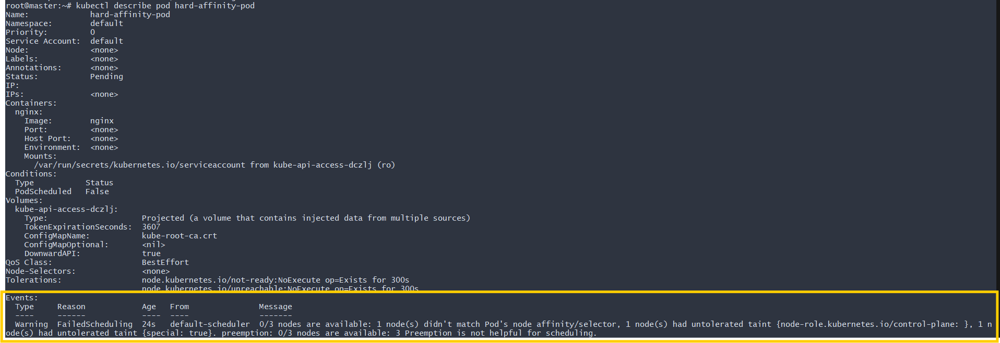 root@master:~# kubectl describe pod hard-affinity-pod
Name:             hard-affinity-pod
Namespace:        default
Priority:         0
Service Account:  default
Node:             <none>
Labels:           <none>
Annotations:      <none>
Status:           Pending
IP:
IPs:              <none>
Containers:
  nginx:
    Image:        nginx
    Port:         <none>
    Host Port:    <none>
    Environment:  <none>
    Mounts:
      /var/run/secrets/kubernetes.io/serviceaccount from kube-api-access-dczlj (ro)
Conditions:
  Type           Status
  PodScheduled   False
Volumes:
  kube-api-access-dczlj:
    Type:                    Projected (a volume that contains injected data from multiple sources)
    TokenExpirationSeconds:  3607
    ConfigMapName:           kube-root-ca.crt
    ConfigMapOptional:       <nil>
    DownwardAPI:             true
QoS Class:                   BestEffort
Node-Selectors:              <none>
Tolerations:                 node.kubernetes.io/not-ready:NoExecute op=Exists for 300s
                             node.kubernetes.io/unreachable:NoExecute op=Exists for 300s
Events:
  Type     Reason            Age   From               Message
  ----     ------            ----  ----               -------
  Warning  FailedScheduling  24s   default-scheduler  0/3 nodes are available: 1 node(s) didn't match Pod's node affinity/selector, 1 node(s) had untolerated taint {node-role.kubernetes.io/control-plane: }, 1 n
ode(s) had untolerated taint {special: true}. preemption: 0/3 nodes are available: 3 Preemption is not helpful for scheduling.